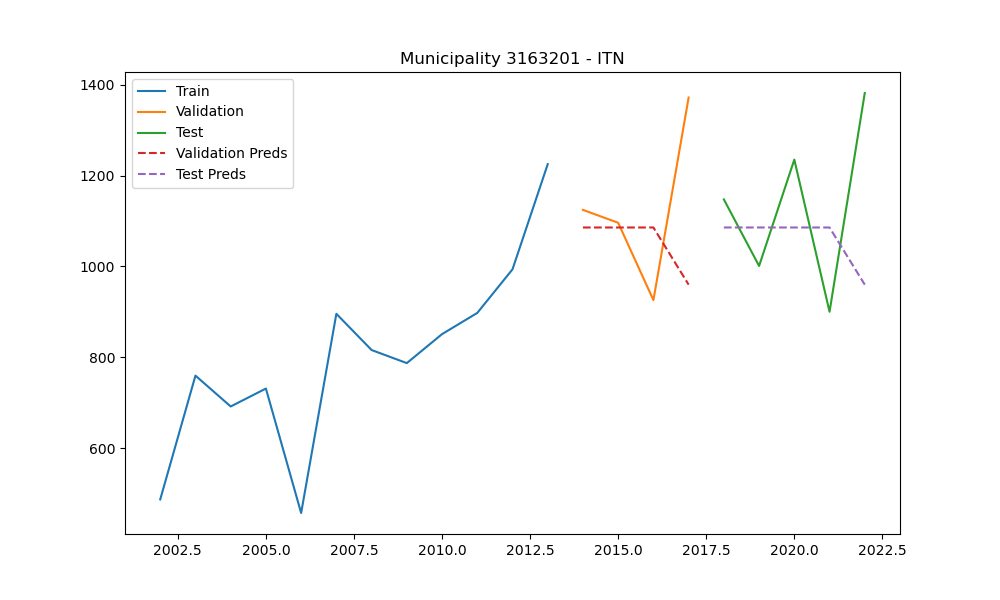 Municipality 3163201 - ITN
1400
1200
1000
800
600
Train
Validation
Test
Validation Preds
Test Preds
2002.5 2005.0 2007.5 2010.0 2012.5 2015.0 2017.5 2020.0 2022.5